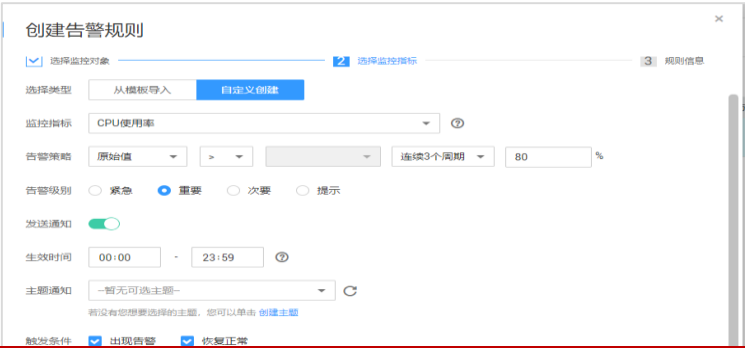 创建告警规则
×
选择监控对象 2 选择监控指标 3 规则信息
选择类型 从模板导入 自定义创建
监控指标 CPU使用率
告警策略 原始值 > 连续3个周期 80 %
告警级别 紧急 重要 次要 提示
发送通知
生效时间 00:00 - 23:59
主题通知 --暂无可选主题--
若没有您想要选择的主题，您可以单击 创建主题
触发条件 出现告警 恢复正常